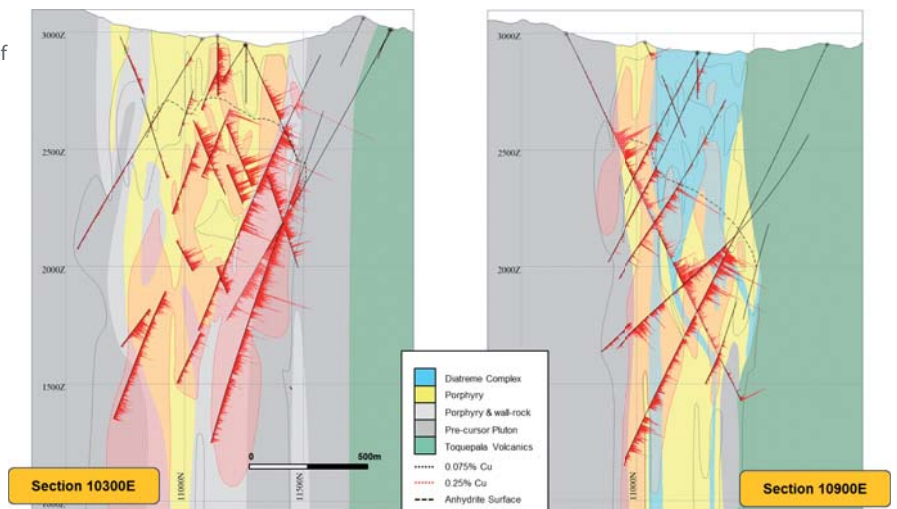 f
3000Z
2500Z
2000Z
1500Z
11000N
11500N
0
500m
Section 10300E
3000Z
2500Z
2000Z
11000N
Diatreme Complex
Porphyry
Porphyry & wall-rock
Pre-cursor Pluton
Toquepala Volcanics
0.075% Cu
0.25% Cu
Anhydrite Surface
Section 10900E